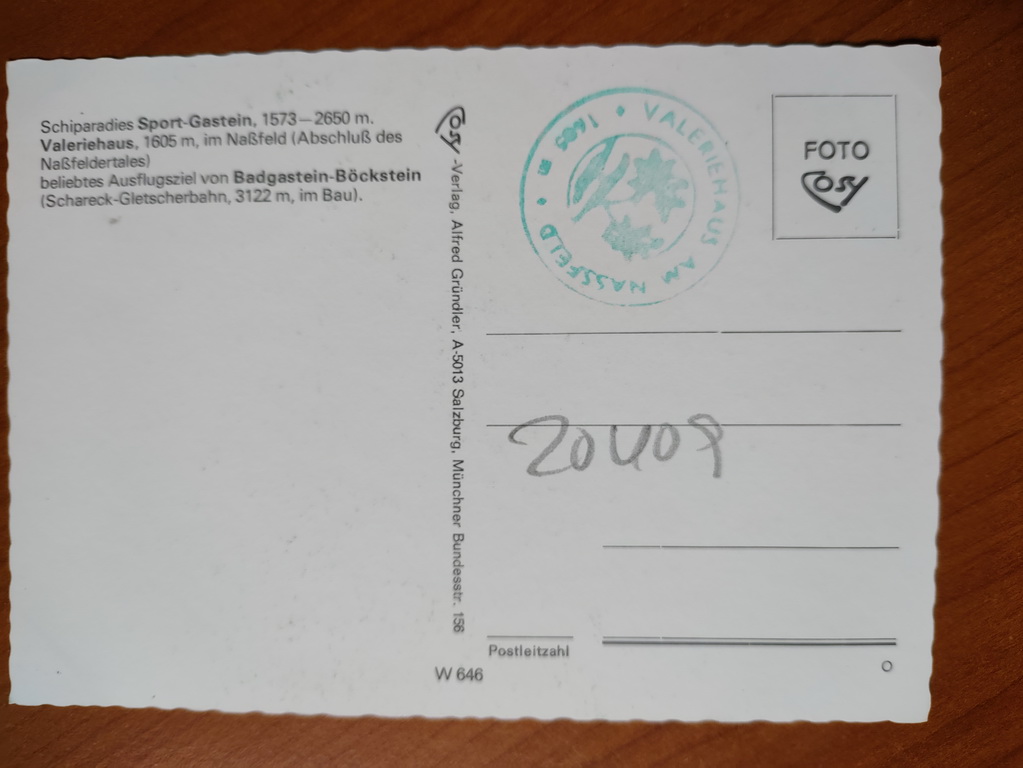 Schiparadies Sport-Gastein, 1573–2650 m.
Valeriehaus, 1605 m, im Naßfeld (Abschluß des
Naßfeldertales)
beliebtes Ausflugsziel von Badgastein-Böckstein
(Schareck-Gletscherbahn, 3122 m, im Bau).
Cosy-Verlag, Alfred Gründler, A-5013 Salzburg, Münchner Bundesstr. 156
VALERIEHAUS AM NASSFELD • 1605 m •
FOTO
Cosy
20409
Postleitzahl
W 646